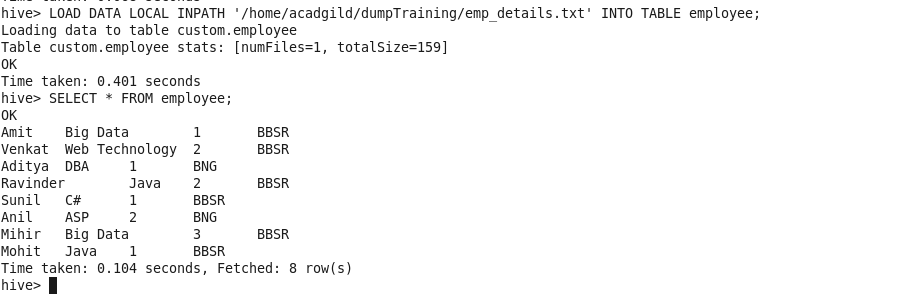 hive> LOAD DATA LOCAL INPATH '/home/acadgild/dumpTraining/emp_details.txt' INTO TABLE employee;
Loading data to table custom.employee
Table custom.employee stats: [numFiles=1, totalSize=159]
OK
Time taken: 0.401 seconds
hive> SELECT * FROM employee;
OK
Amit	Big Data	1	BBSR
Venkat	Web Technology	2	BBSR
Aditya	DBA	1	BNG
Ravinder	Java	2	BBSR
Sunil	C#	1	BBSR
Anil	ASP	2	BNG
Mihir	Big Data	3	BBSR
Mohit	Java	1	BBSR
Time taken: 0.104 seconds, Fetched: 8 row(s)
hive>